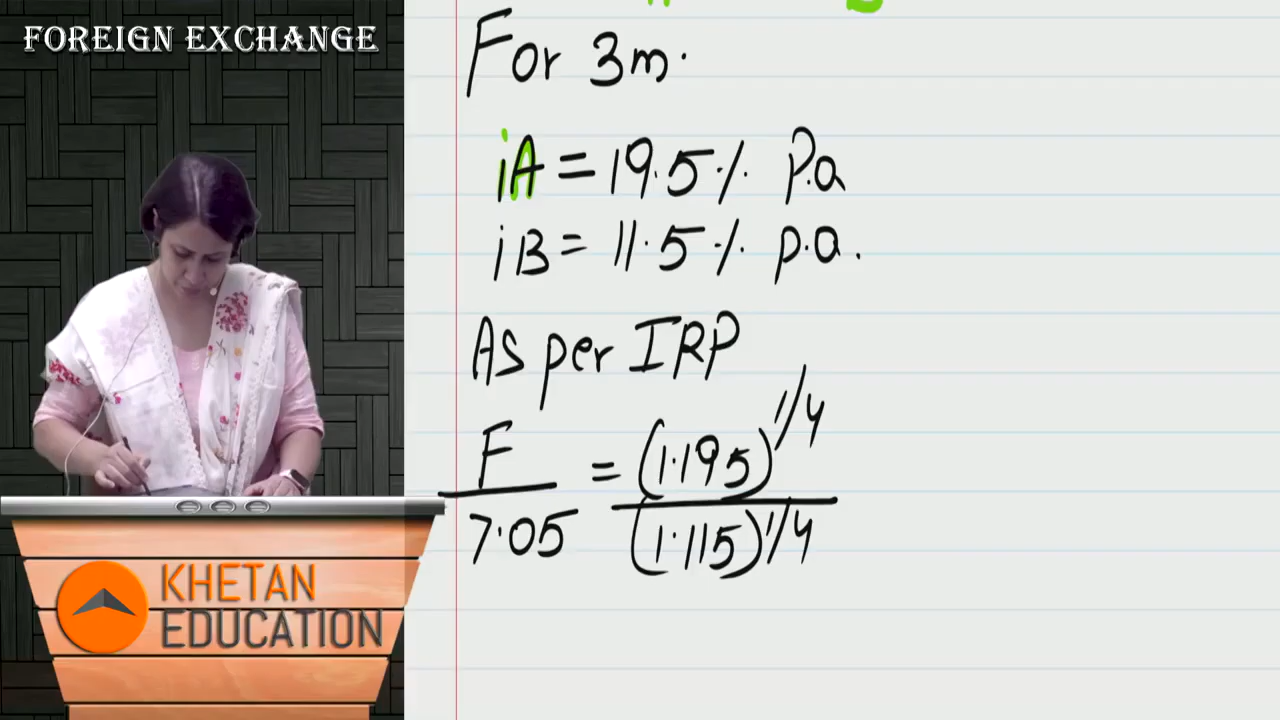 FOREIGN EXCHANGE
For 3m.
iA = 19.5% P.a
iB = 11.5% p.a.
As per IRP
F = (1.195)^1/4
7.05 (1.115)^1/4
KHETAN
EDUCATION